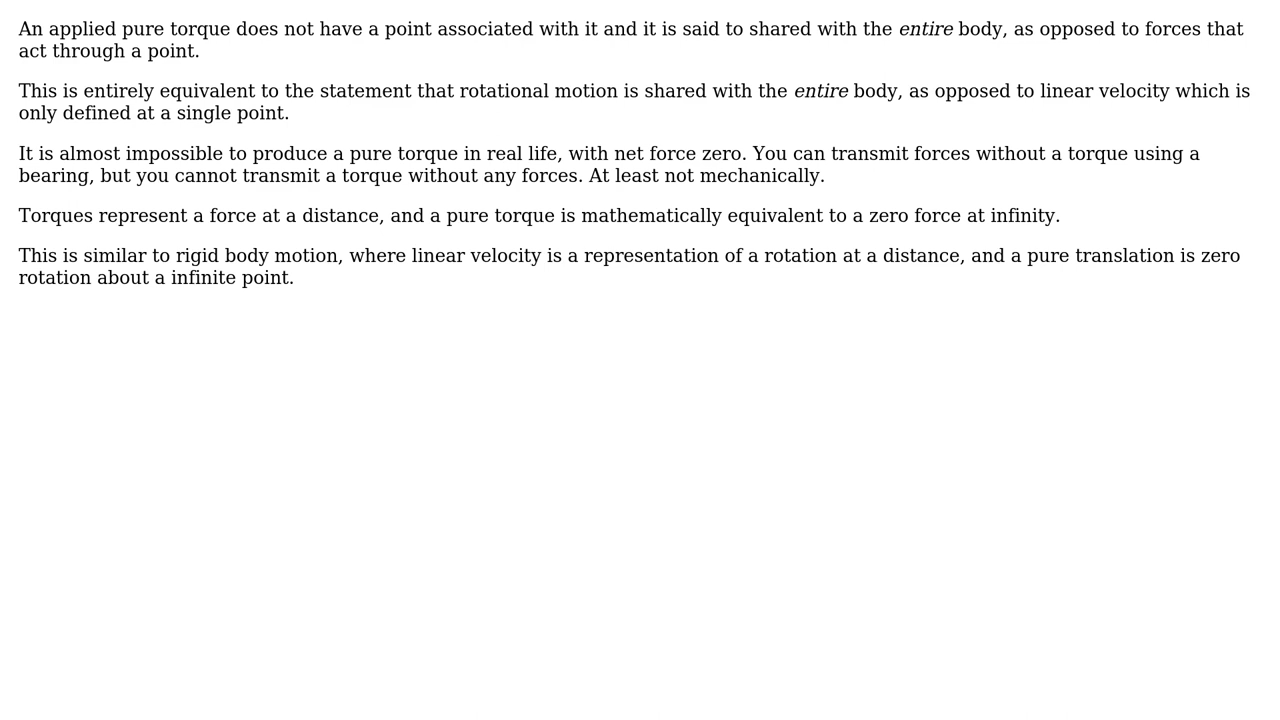 An applied pure torque does not have a point associated with it and it is said to shared with the entire body, as opposed to forces that
act through a point.
This is entirely equivalent to the statement that rotational motion is shared with the entire body, as opposed to linear velocity which is
only defined at a single point.
It is almost impossible to produce a pure torque in real life, with net force zero. You can transmit forces without a torque using a
bearing, but you cannot transmit a torque without any forces. At least not mechanically.
Torques represent a force at a distance, and a pure torque is mathematically equivalent to a zero force at infinity.
This is similar to rigid body motion, where linear velocity is a representation of a rotation at a distance, and a pure translation is zero
rotation about a infinite point.